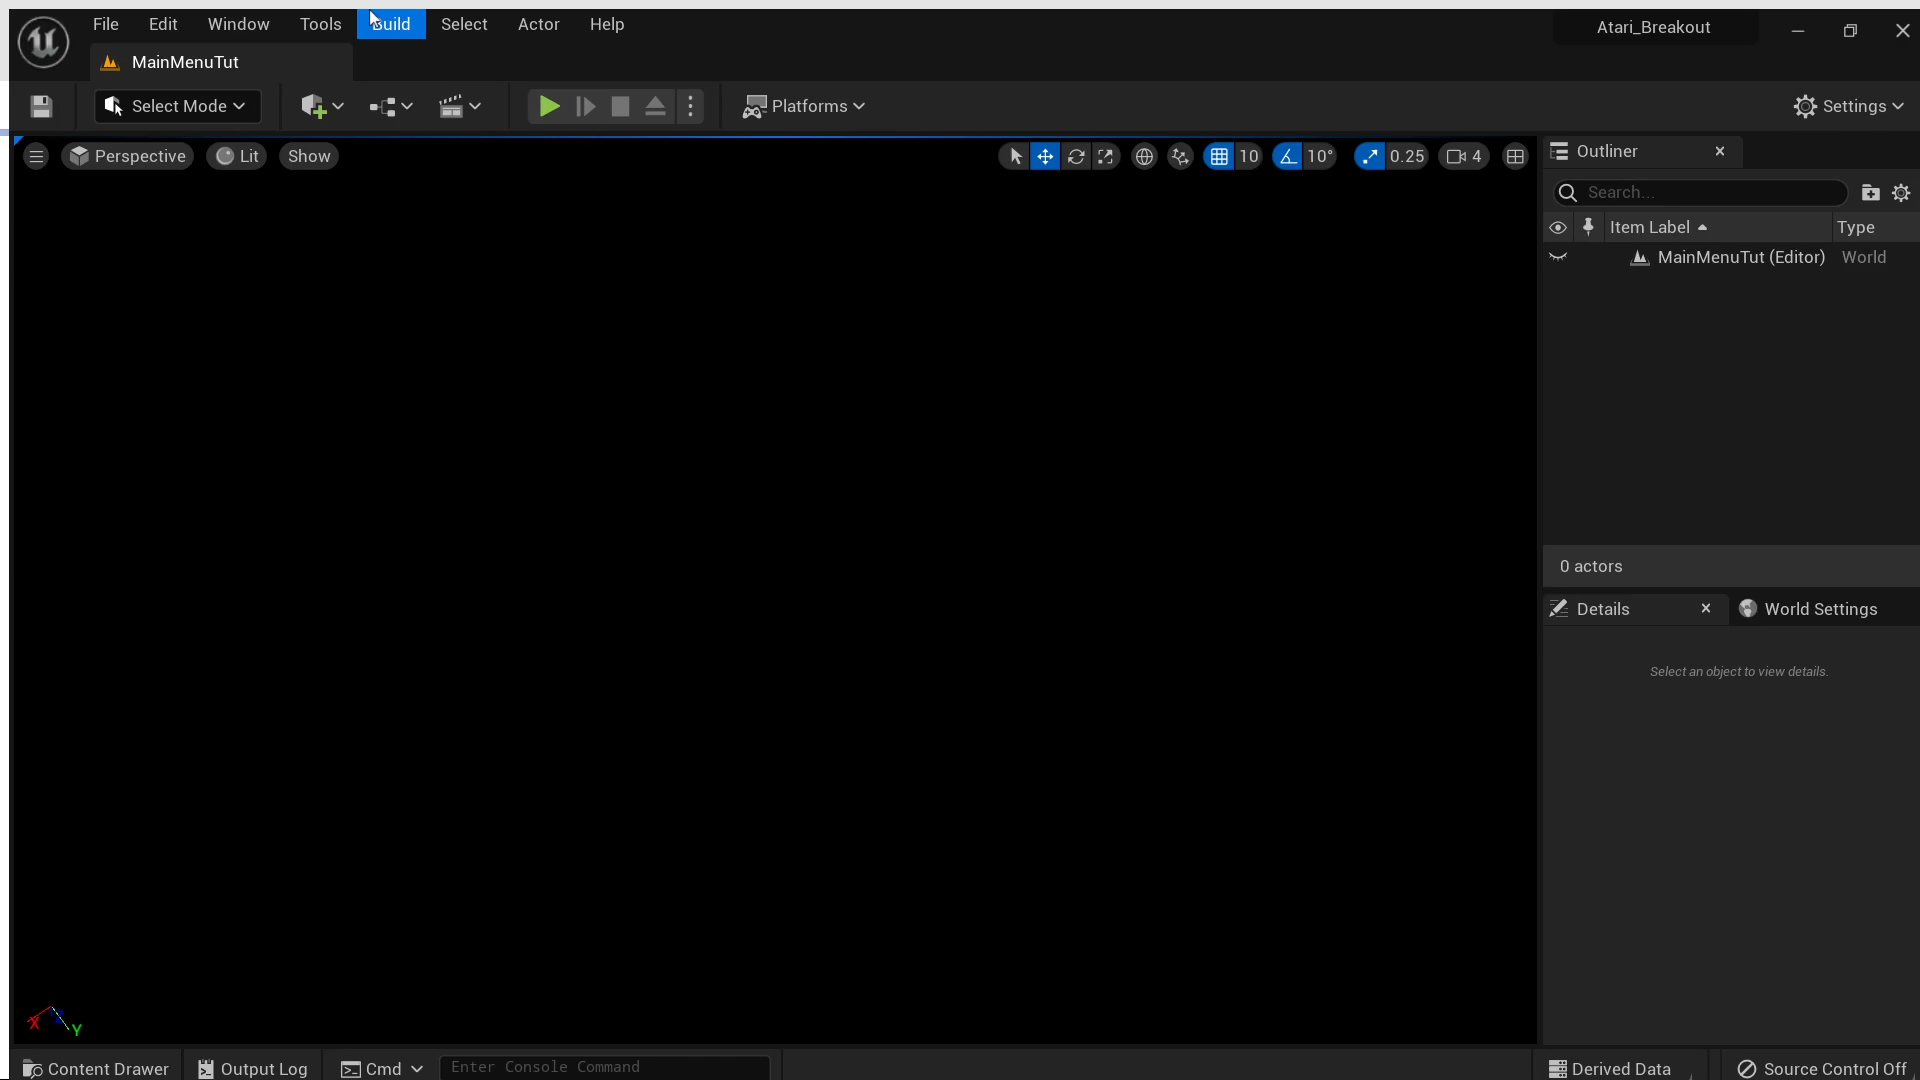 File Edit Window Tools Build Select Actor Help
Atari_Breakout
MainMenuTut
Select Mode
Platforms
Settings
Perspective Lit Show
10 10° 0.25 4
Outliner
Search...
Item Label Type
MainMenuTut (Editor) World
0 actors
Details World Settings
Select an object to view details.
X Y
Content Drawer Output Log Cmd Enter Console Command Derived Data Source Control Off